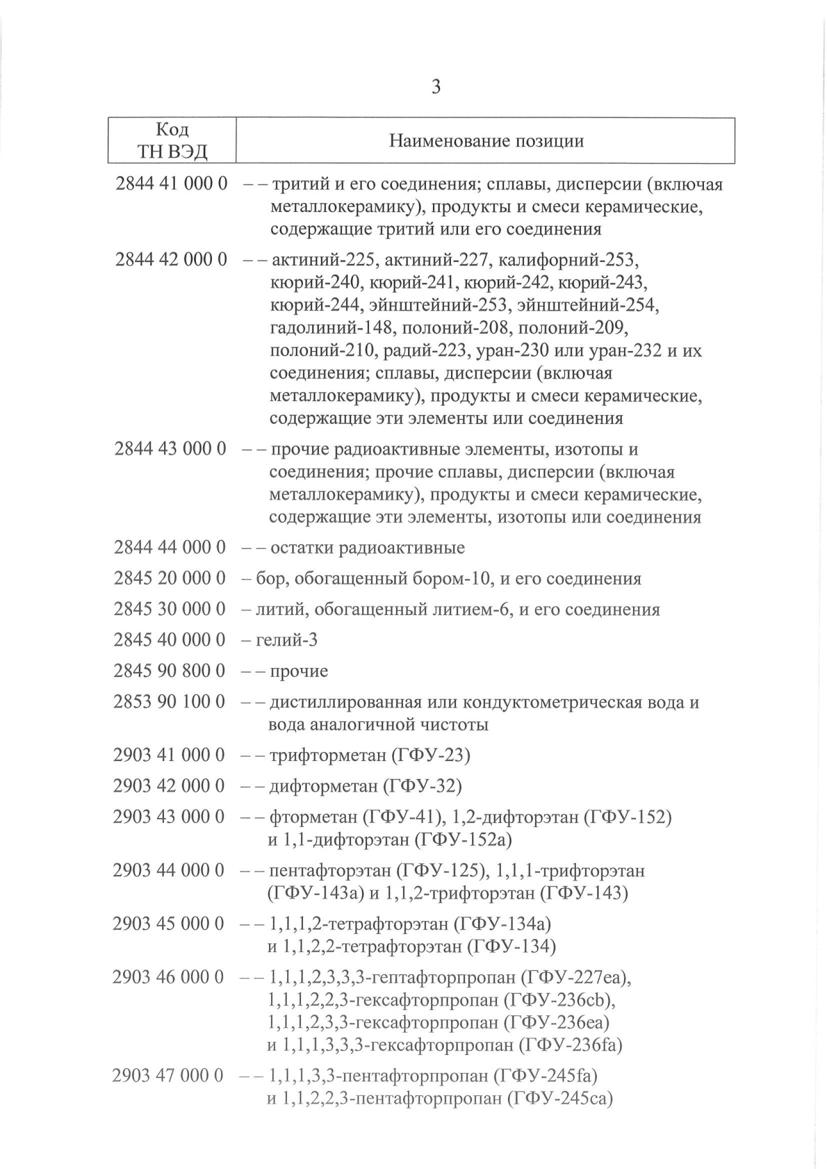 3
Код
ТН ВЭД
Наименование позиции
2844 41 000 0 – – тритий и его соединения; сплавы, дисперсии (включая
металлокерамику), продукты и смеси керамические,
содержащие тритий или его соединения
2844 42 000 0 – – актиний-225, актиний-227, калифорний-253,
кюрий-240, кюрий-241, кюрий-242, кюрий-243,
кюрий-244, эйнштейний-253, эйнштейний-254,
гадолиний-148, полоний-208, полоний-209,
полоний-210, радий-223, уран-230 или уран-232 и их
соединения; сплавы, дисперсии (включая
металлокерамику), продукты и смеси керамические,
содержащие эти элементы или соединения
2844 43 000 0 – – прочие радиоактивные элементы, изотопы и
соединения; прочие сплавы, дисперсии (включая
металлокерамику), продукты и смеси керамические,
содержащие эти элементы, изотопы или соединения
2844 44 000 0 – – остатки радиоактивные
2845 20 000 0 – бор, обогащенный бором-10, и его соединения
2845 30 000 0 – литий, обогащенный литием-6, и его соединения
2845 40 000 0 – гелий-3
2845 90 800 0 – – прочие
2853 90 100 0 – – дистиллированная или кондуктометрическая вода и
вода аналогичной чистоты
2903 41 000 0 – – трифторметан (ГФУ-23)
2903 42 000 0 – – дифторметан (ГФУ-32)
2903 43 000 0 – – фторметан (ГФУ-41), 1,2-дифторэтан (ГФУ-152)
и 1,1-дифторэтан (ГФУ-152а)
2903 44 000 0 – – пентафторэтан (ГФУ-125), 1,1,1-трифторэтан
(ГФУ-143а) и 1,1,2-трифторэтан (ГФУ-143)
2903 45 000 0 – – 1,1,1,2-тетрафторэтан (ГФУ-134а)
и 1,1,2,2-тетрафторэтан (ГФУ-134)
2903 46 000 0 – – 1,1,1,2,3,3,3-гептафторпропан (ГФУ-227ea),
1,1,1,2,2,3-гексафторпропан (ГФУ-236cb),
1,1,1,2,3,3-гексафторпропан (ГФУ-236ea)
и 1,1,1,3,3,3-гексафторпропан (ГФУ-236fa)
2903 47 000 0 – – 1,1,1,3,3-пентафторпропан (ГФУ-245fa)
и 1,1,2,2,3-пентафторпропан (ГФУ-245ca)